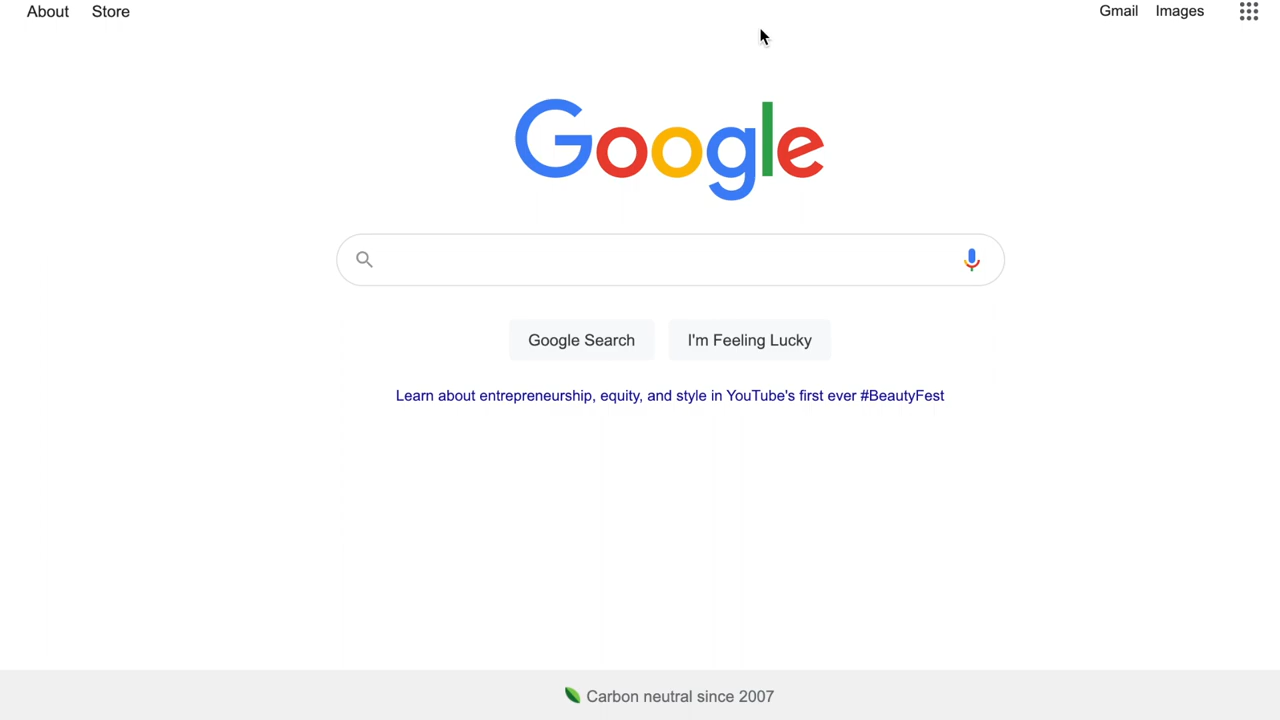 About Store Gmail Images
Google
Google Search I'm Feeling Lucky
Learn about entrepreneurship, equity, and style in YouTube's first ever #BeautyFest
Carbon neutral since 2007